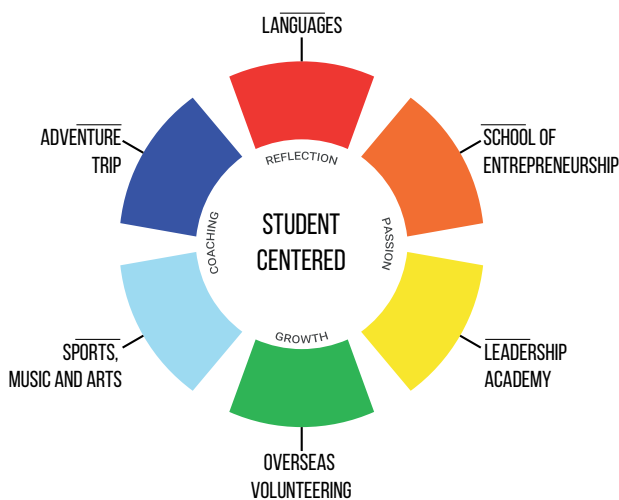 LANGUAGES
ADVENTURE
TRIP
SCHOOL OF
ENTREPRENEURSHIP
REFLECTION
COACHING
PASSION
STUDENT
CENTERED
GROWTH
SPORTS,
MUSIC AND ARTS
LEADERSHIP
ACADEMY
OVERSEAS
VOLUNTEERING